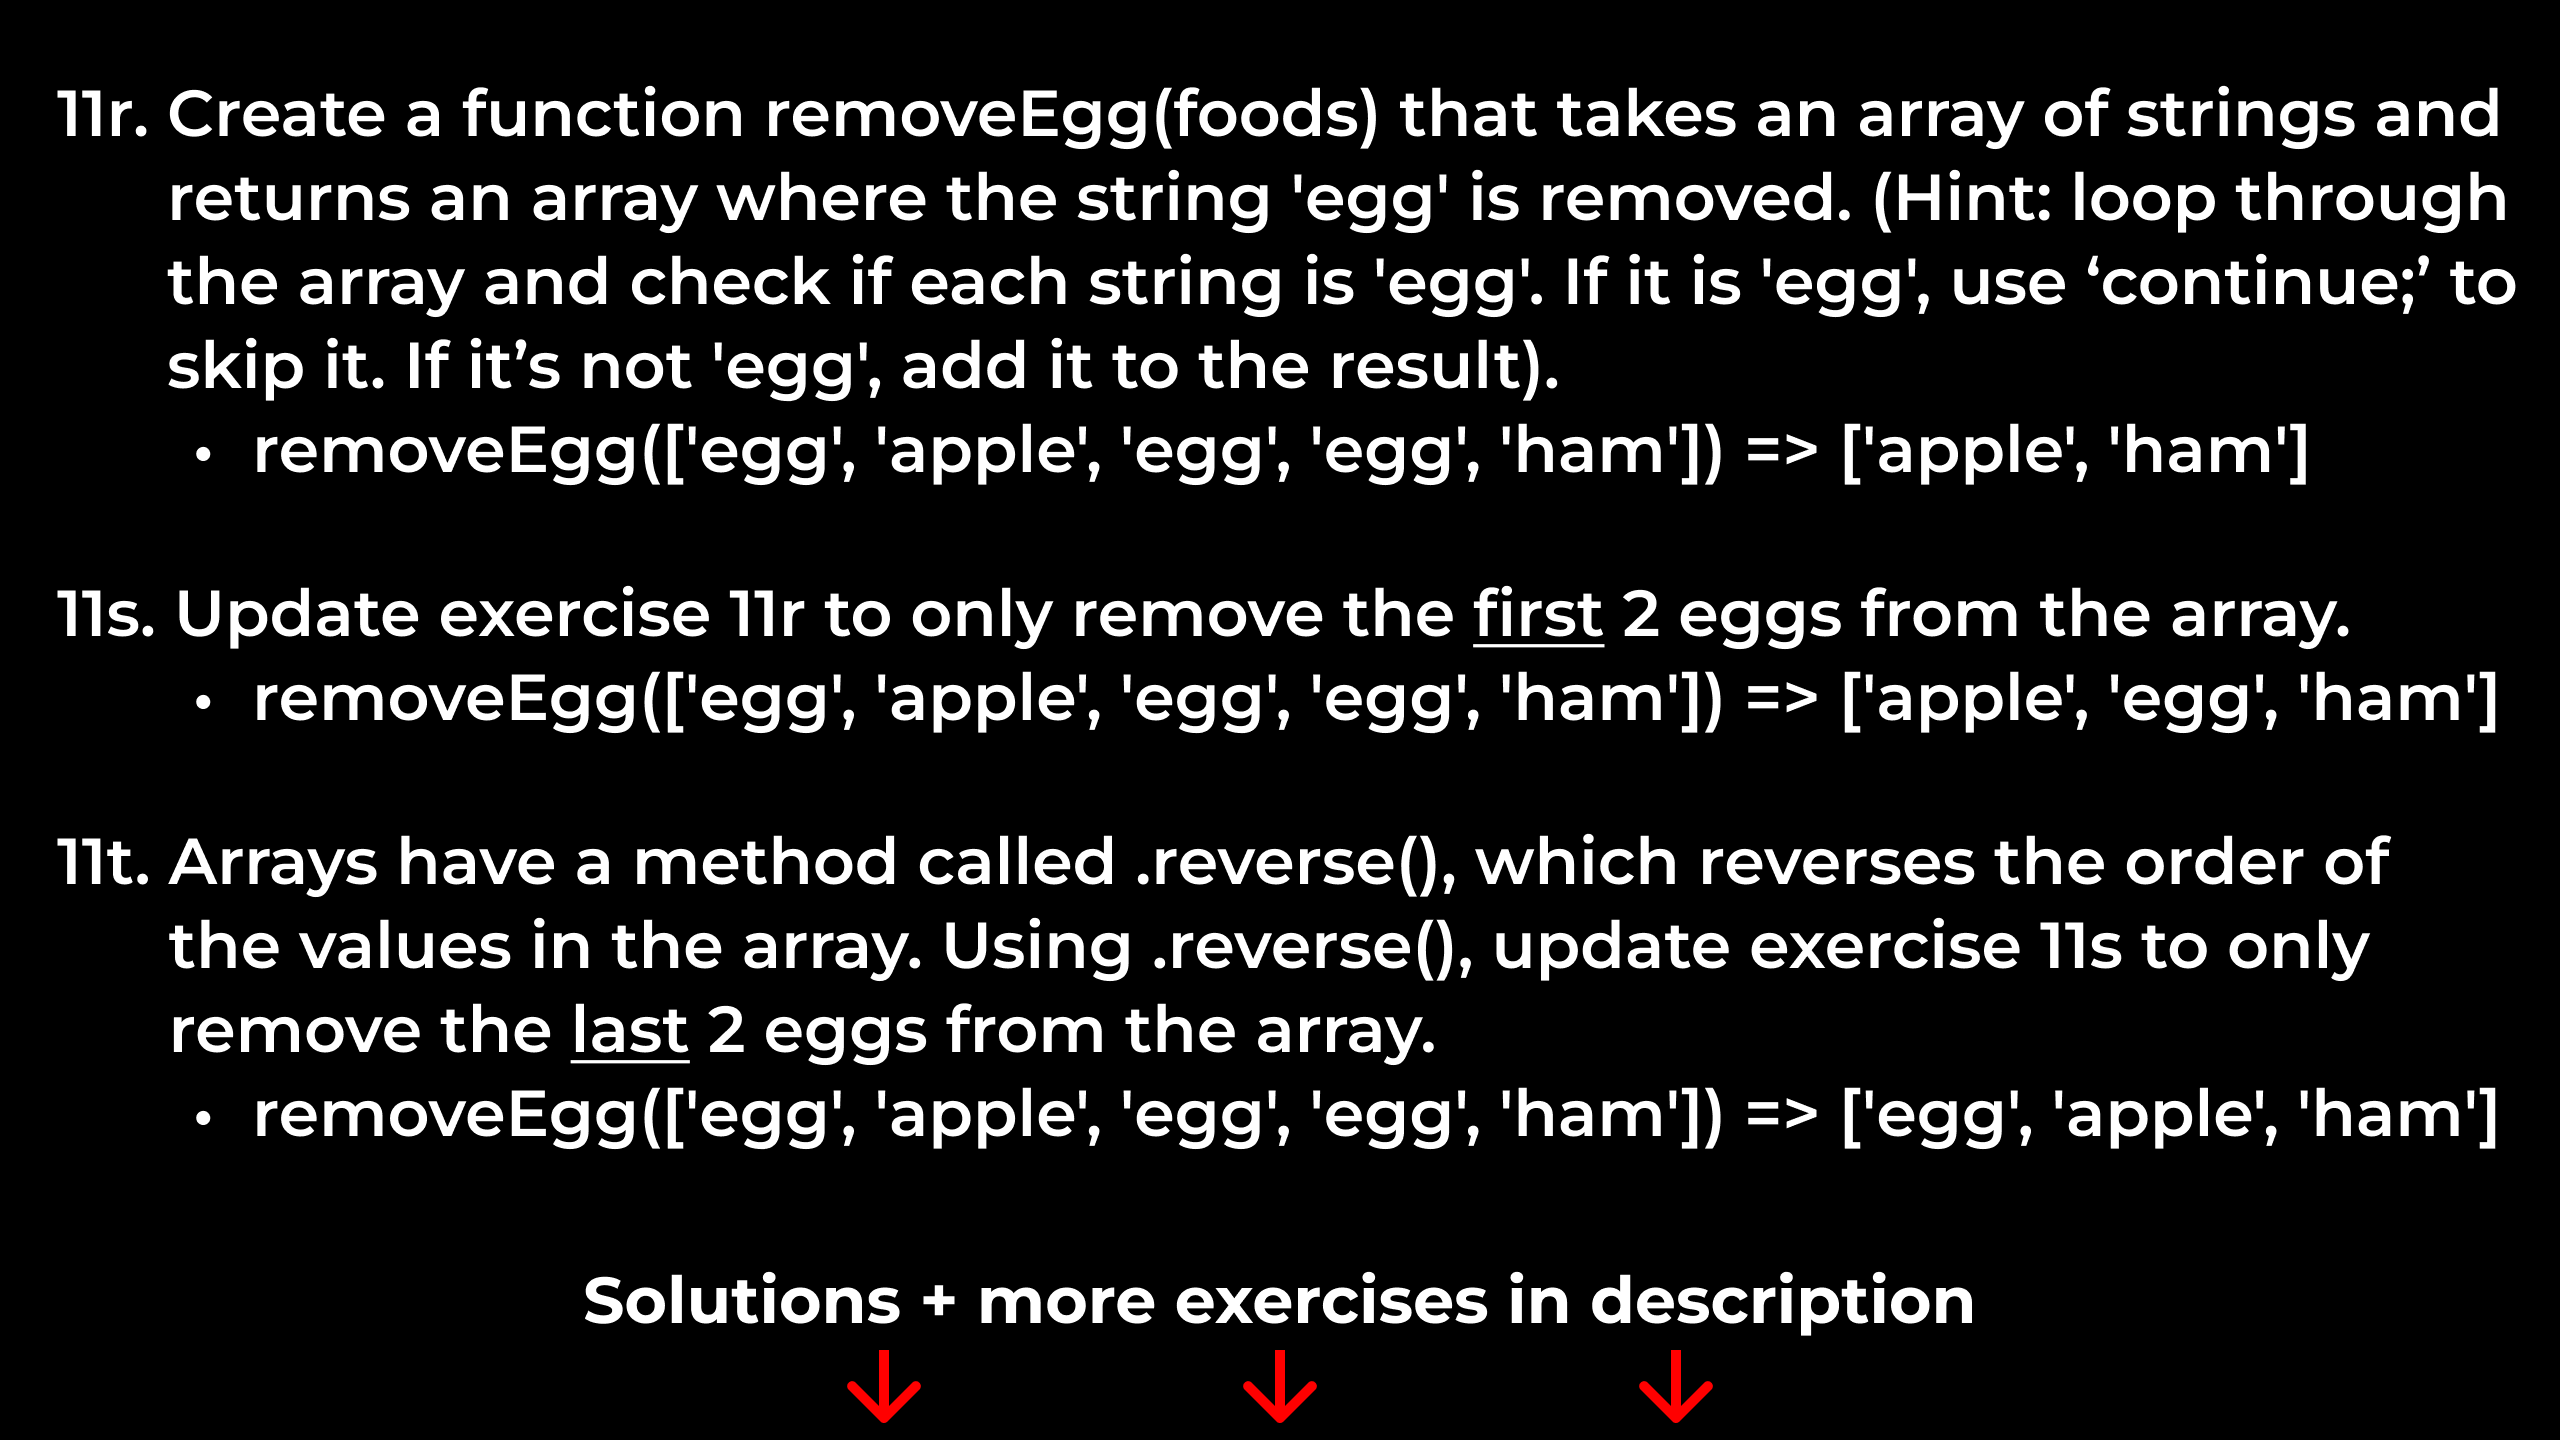 11r. Create a function removeEgg(foods) that takes an array of strings and
returns an array where the string 'egg' is removed. (Hint: loop through
the array and check if each string is 'egg'. If it is 'egg', use ‘continue;’ to
skip it. If it’s not 'egg', add it to the result).
• removeEgg(['egg', 'apple', 'egg', 'egg', 'ham']) => ['apple', 'ham']
11s. Update exercise 11r to only remove the first 2 eggs from the array.
• removeEgg(['egg', 'apple', 'egg', 'egg', 'ham']) => ['apple', 'egg', 'ham']
11t. Arrays have a method called .reverse(), which reverses the order of
the values in the array. Using .reverse(), update exercise 11s to only
remove the last 2 eggs from the array.
• removeEgg(['egg', 'apple', 'egg', 'egg', 'ham']) => ['egg', 'apple', 'ham']
Solutions + more exercises in description